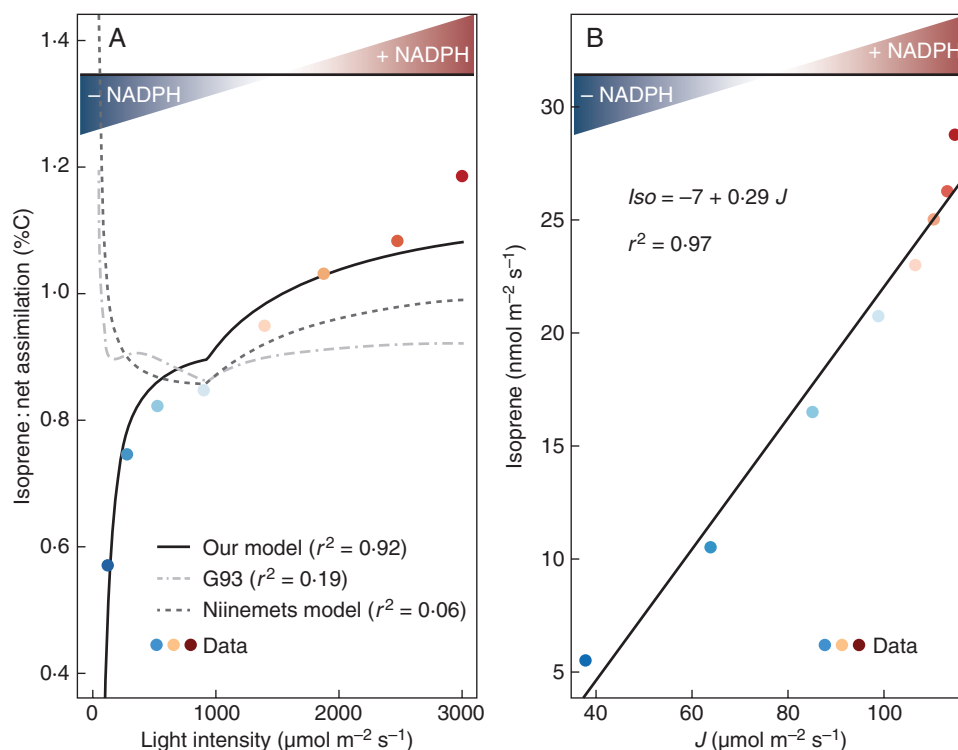 A
+ NADPH
– NADPH
1·4
1·2
1·0
0·8
0·6
0·4
Isoprene : net assimilation (%C)
Our model (r² = 0·92)
G93 (r² = 0·19)
Niinemets model (r² = 0·06)
Data
0 1000 2000 3000
Light intensity (µmol m⁻² s⁻¹)
B
+ NADPH
– NADPH
30
25
20
15
10
5
Isoprene (nmol m⁻² s⁻¹)
Iso = –7 + 0·29 J
r² = 0·97
Data
40 60 80 100
J (µmol m⁻² s⁻¹)